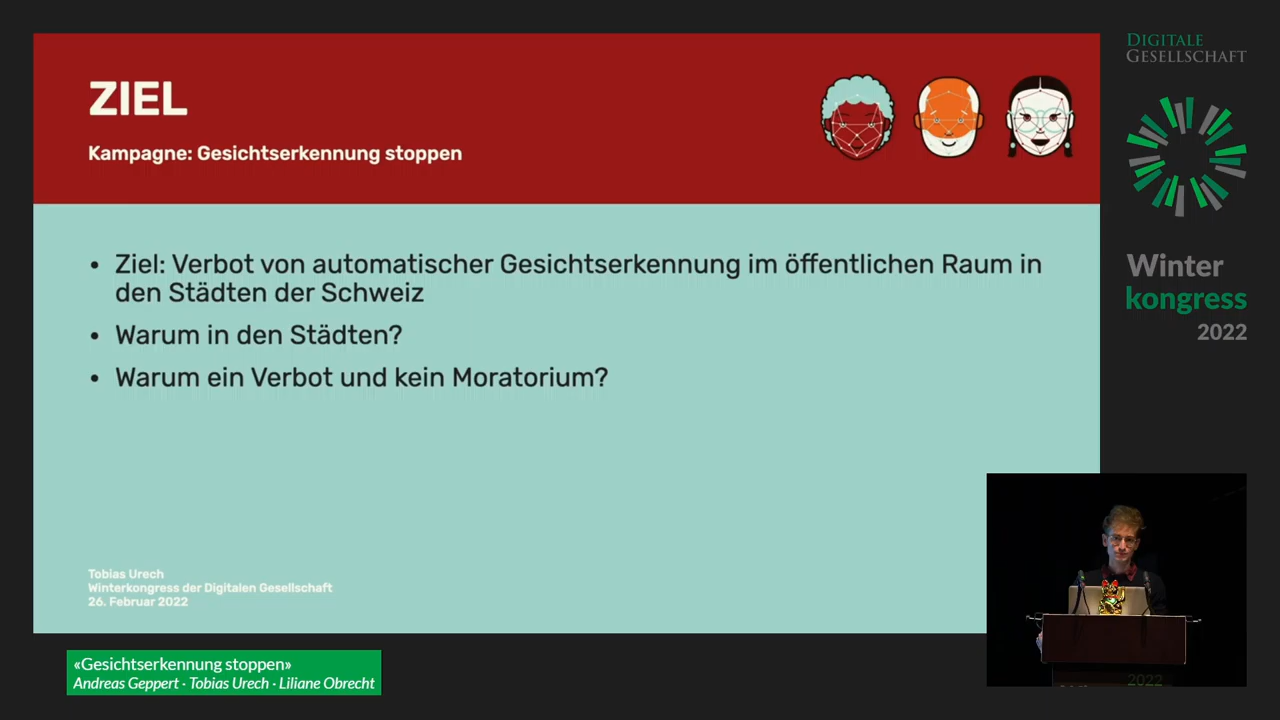 ZIEL
Kampagne: Gesichtserkennung stoppen
• Ziel: Verbot von automatischer Gesichtserkennung im öffentlichen Raum in
den Städten der Schweiz
• Warum in den Städten?
• Warum ein Verbot und kein Moratorium?
Tobias Urech
Winterkongress der Digitalen Gesellschaft
26. Februar 2022
DIGITALE
GESELLSCHAFT
Winter
kongress
2022
2022
«Gesichtserkennung stoppen»
Andreas Geppert · Tobias Urech · Liliane Obrecht